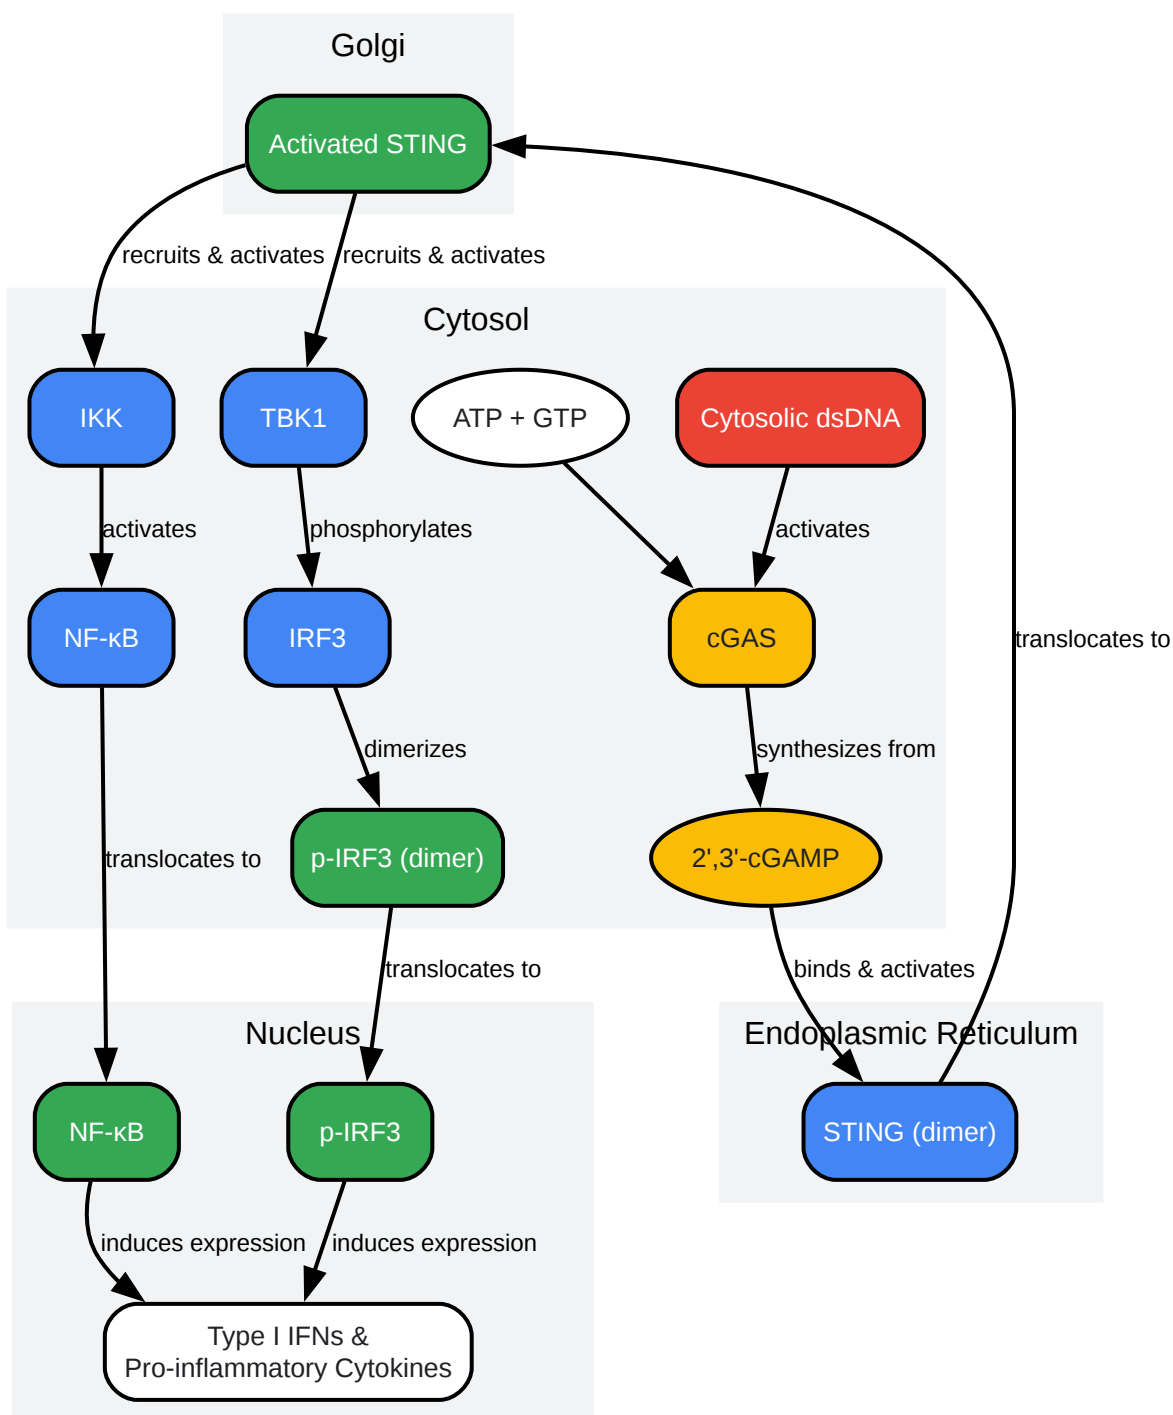 Golgi
Activated STING
recruits & activates
recruits & activates
Cytosol
IKK
TBK1
ATP + GTP
Cytosolic dsDNA
activates
phosphorylates
activates
NF-κB
IRF3
cGAS
translocates to
dimerizes
synthesizes from
translocates to
p-IRF3 (dimer)
2',3'-cGAMP
translocates to
binds & activates
Nucleus
Endoplasmic Reticulum
NF-κB
p-IRF3
STING (dimer)
induces expression
induces expression
Type I IFNs &
Pro-inflammatory Cytokines